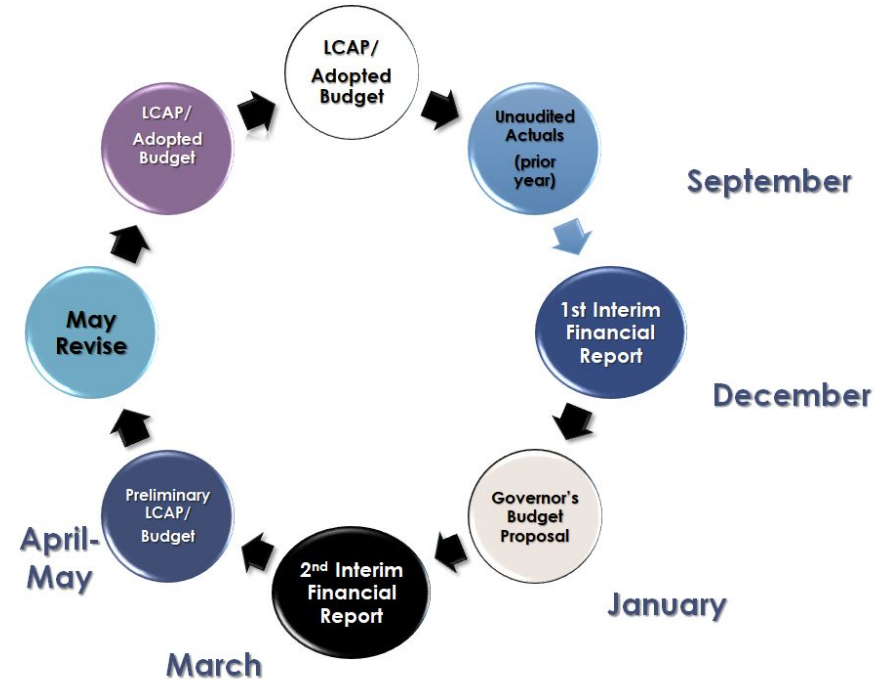 LCAP/
Adopted
Budget
Unaudited
Actuals
(prior
year)
September
1st Interim
Financial
Report
December
Governor's
Budget
Proposal
January
2nd Interim
Financial
Report
March
Preliminary
LCAP/
Budget
April-
May
May
Revise
LCAP/
Adopted
Budget